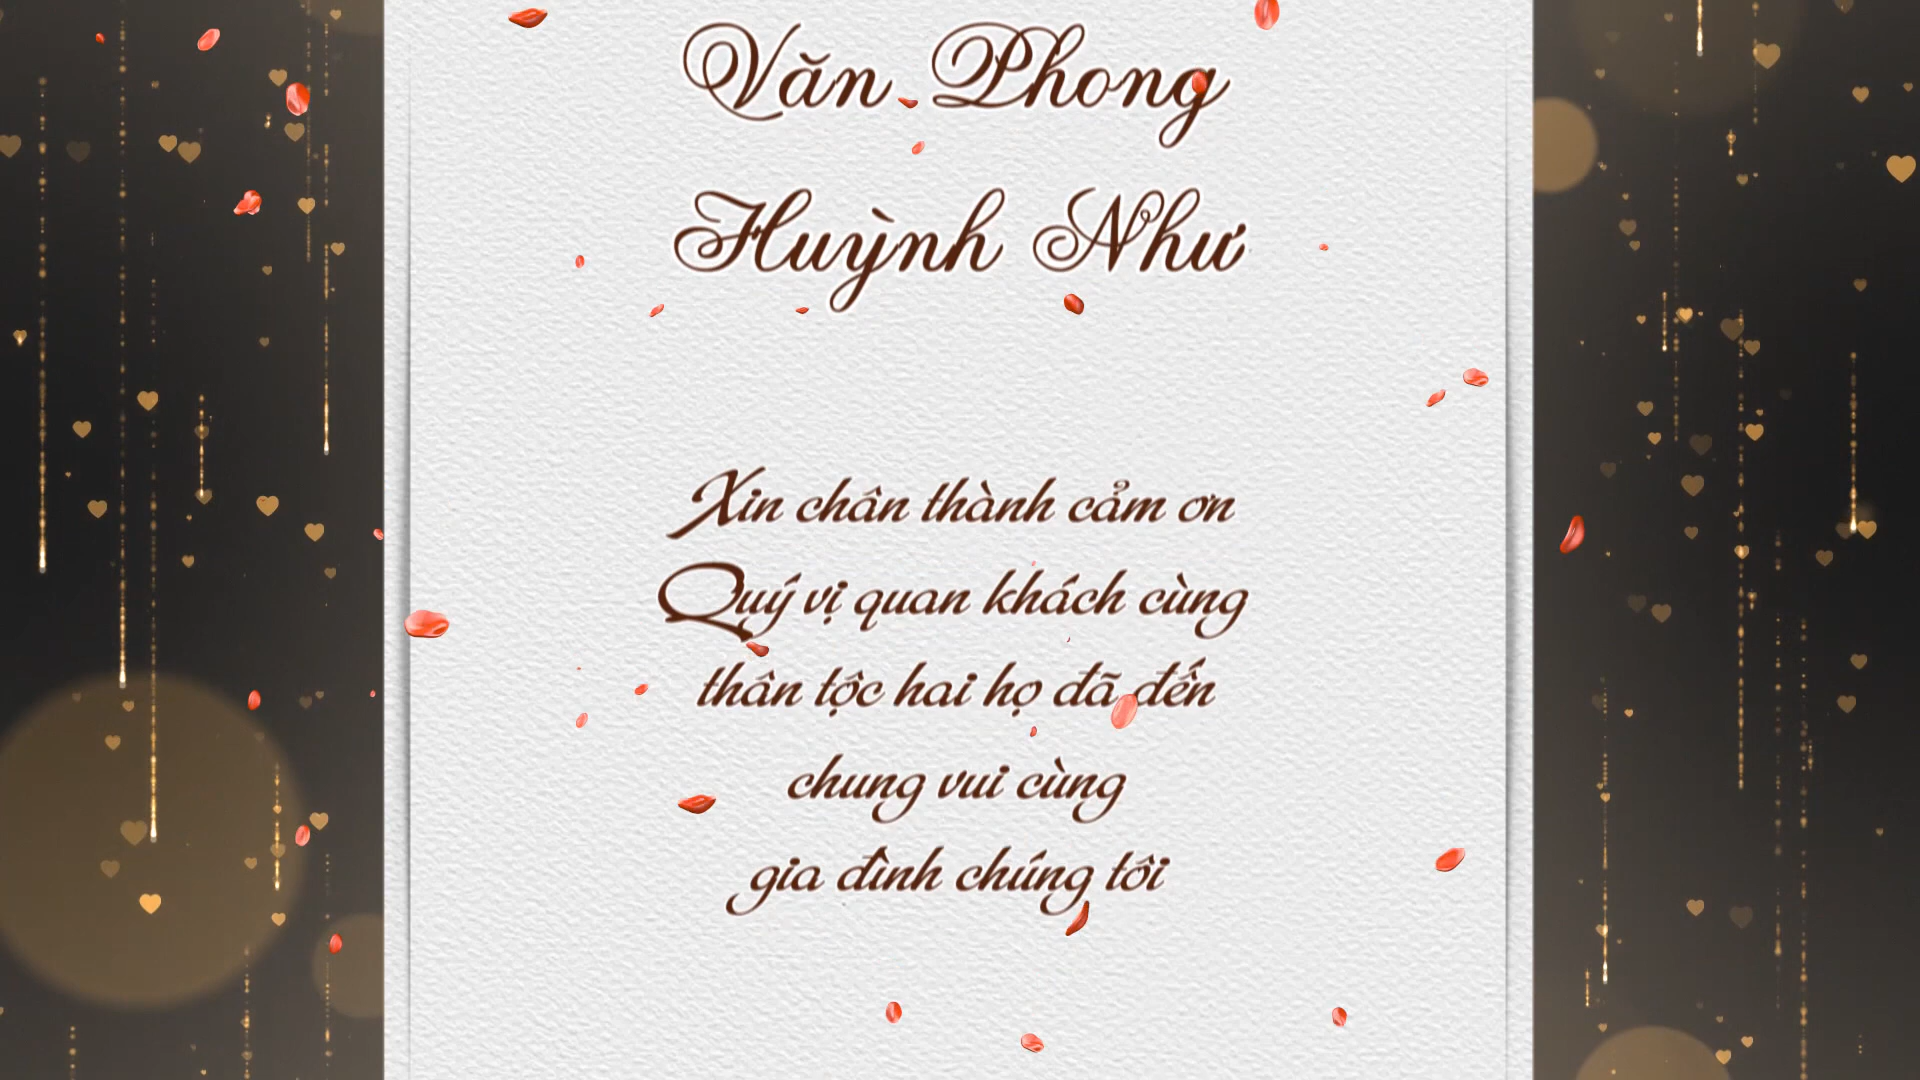 Văn Phong
Huỳnh Như
Xin chân thành cảm ơn
Quý vị quan khách cùng
thân tộc hai họ đã đến
chung vui cùng
gia đình chúng tôi